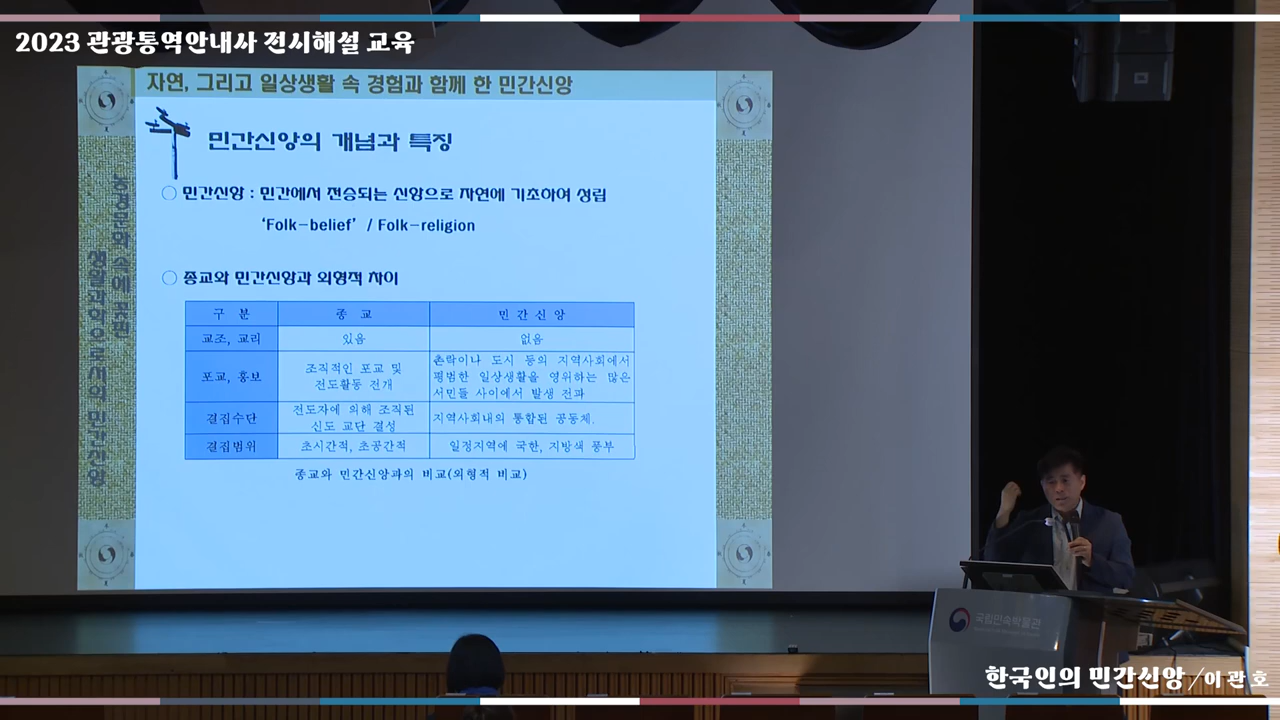 2023 관광통역안내사 전시해설 교육
자연, 그리고 일상생활 속 경험과 함께 한 민간신앙
민간신앙의 개념과 특징
○ 민간신앙 : 민간에서 전승되는 신앙으로 자연에 기초하여 성립
‘Folk-belief’ / Folk-religion
○ 종교와 민간신앙과 외형적 차이
구 분 종 교 민 간 신 앙
교조, 교리 있음 없음
포교, 홍보 조직적인 포교 및 전도활동 전개 촌락이나 도시 등의 지역사회에서 평범한 일상생활을 영위하는 많은 서민들 사이에서 발생 전파
결집수단 전도자에 의해 조직된 신도 교단 결성 지역사회내의 통합된 공동체.
결집범위 초시간적, 초공간적 일정지역에 국한, 지방색 풍부
종교와 민간신앙과의 비교(외형적 비교)
국립민속박물관
한국인의 민간신앙 / 이관호